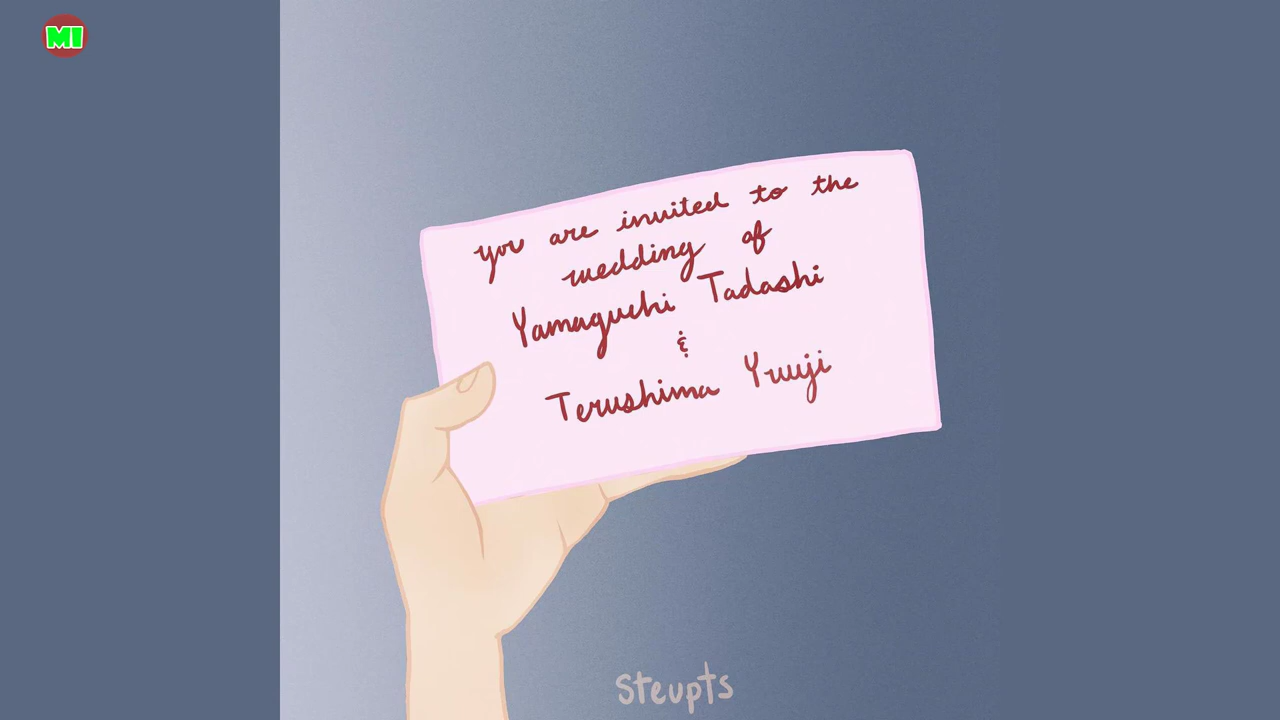 MI
you are invited to the
wedding of
Yamaguchi Tadashi
&
Terushima Yuuji
Steupts